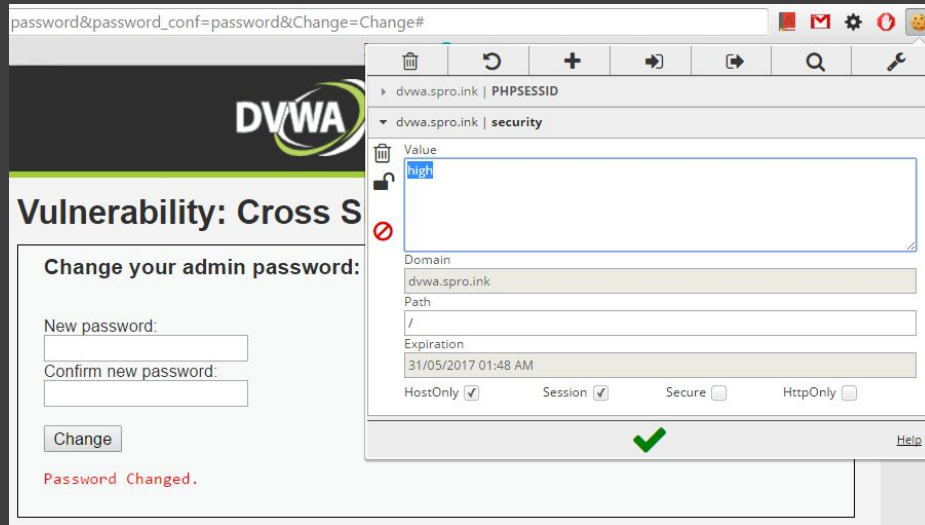 password&password_conf=password&Change=Change#
DVWA
dvwa.spro.ink | PHPSESSID
dvwa.spro.ink | security
Value
high
Domain
dvwa.spro.ink
Path
/
Expiration
31/05/2017 01:48 AM
HostOnly Session Secure HttpOnly
Help
Vulnerability: Cross S
Change your admin password:
New password:
Confirm new password:
Change
Password Changed.